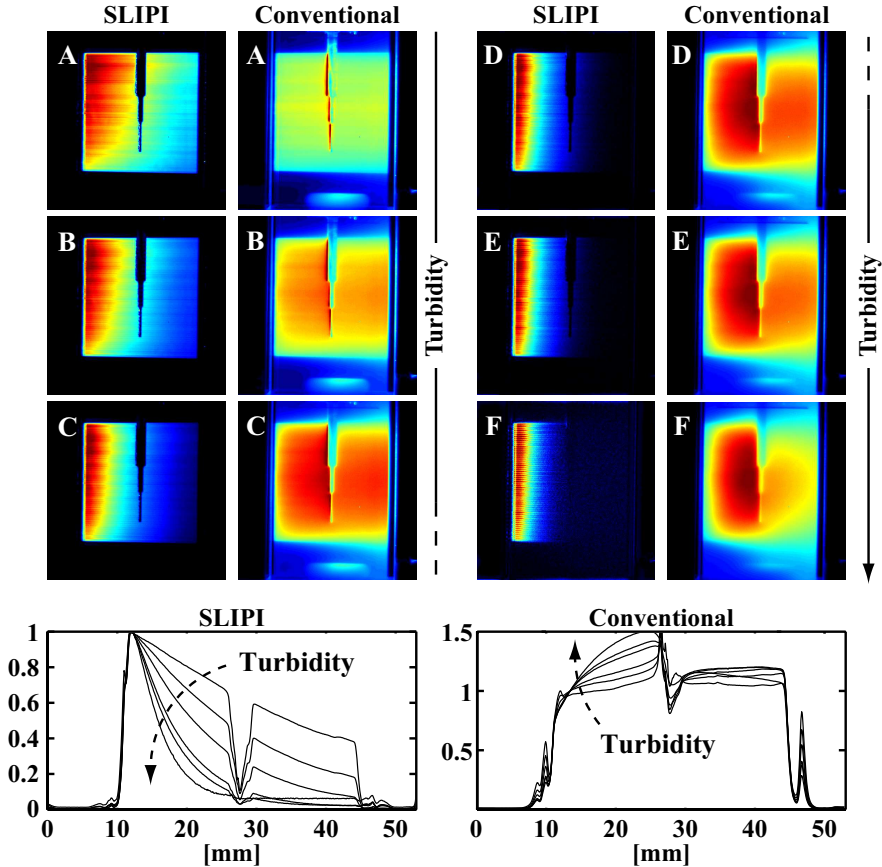 SLIPI Conventional SLIPI Conventional
A A D D
B B E E
Turbidity Turbidity
C C F F
SLIPI
1
0.8
0.6
0.4
0.2
0
Turbidity
0 10 20 30 40 50
[mm]
Conventional
1.5
1
0.5
Turbidity
0 10 20 30 40 50
[mm]